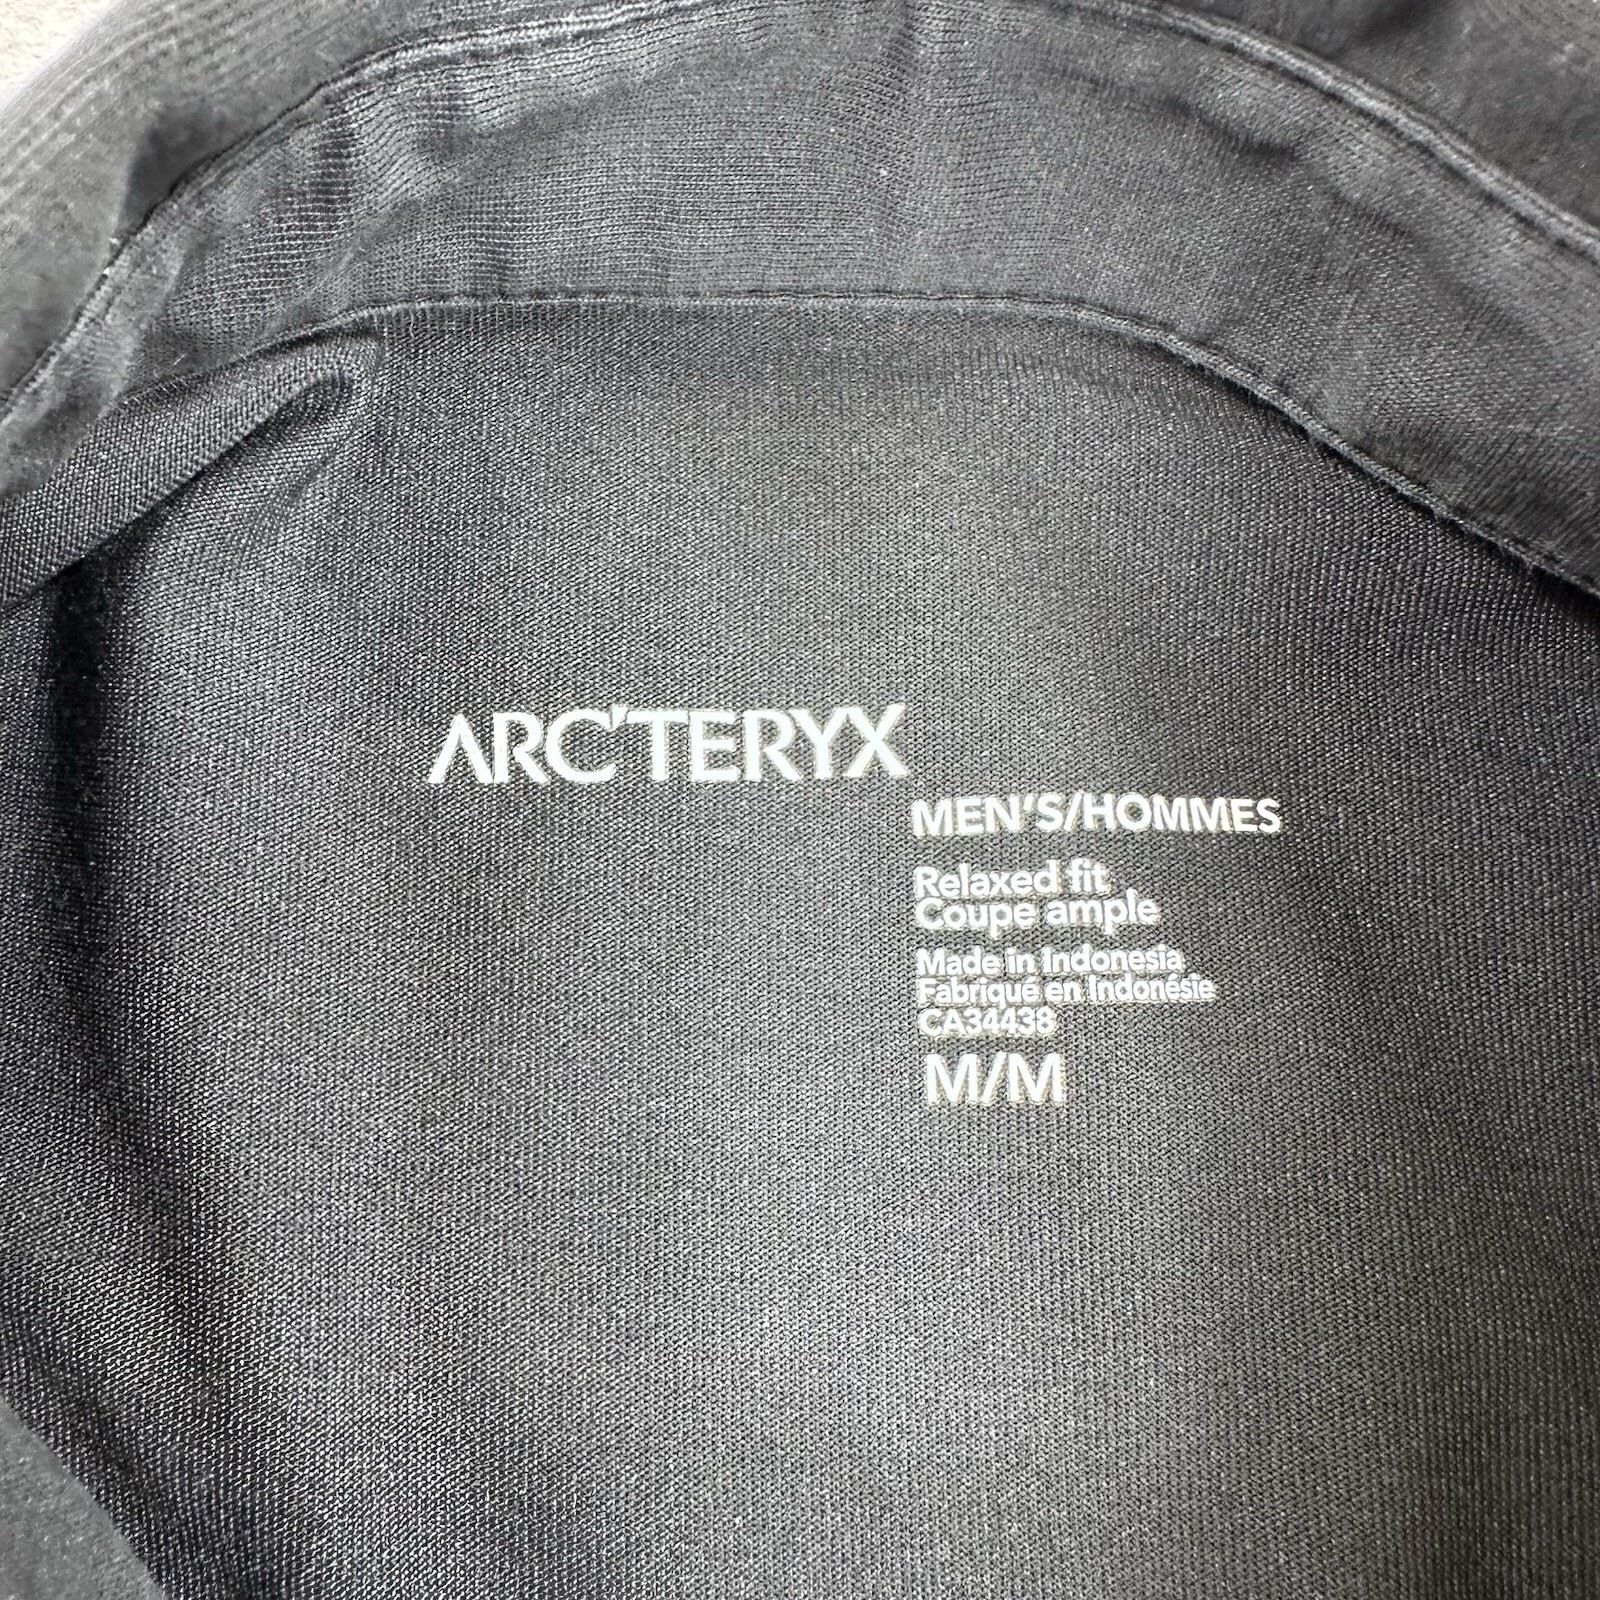 ARC'TERYX
MEN'S/HOMMES
Relaxed fit
Coupe ample
Made in Indonesia
Fabriqué en Indonésie
CA34438
M/M